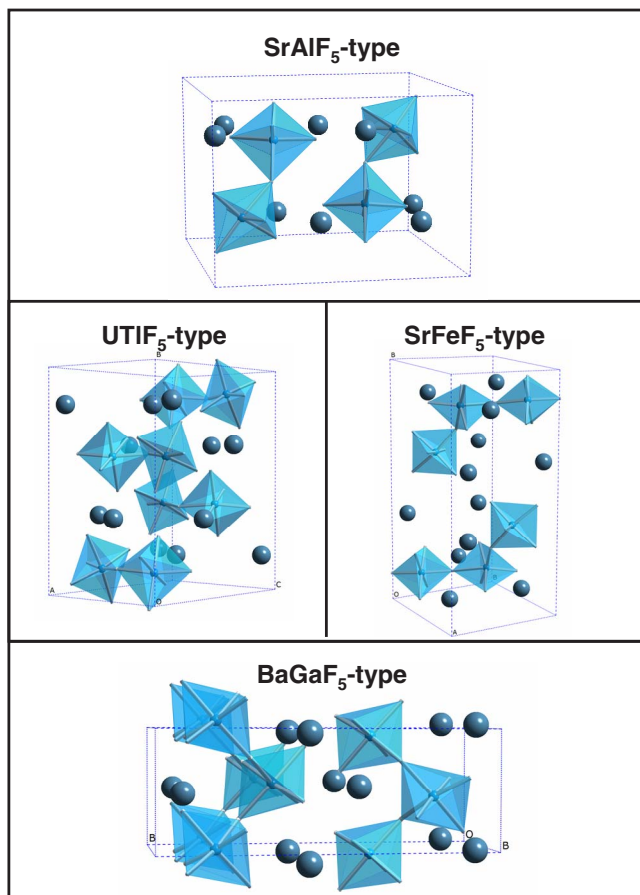 SrAlF₅-type
UTlF₅-type
B
A
O
C
SrFeF₅-type
B
O
A
BaGaF₅-type
B
O
B